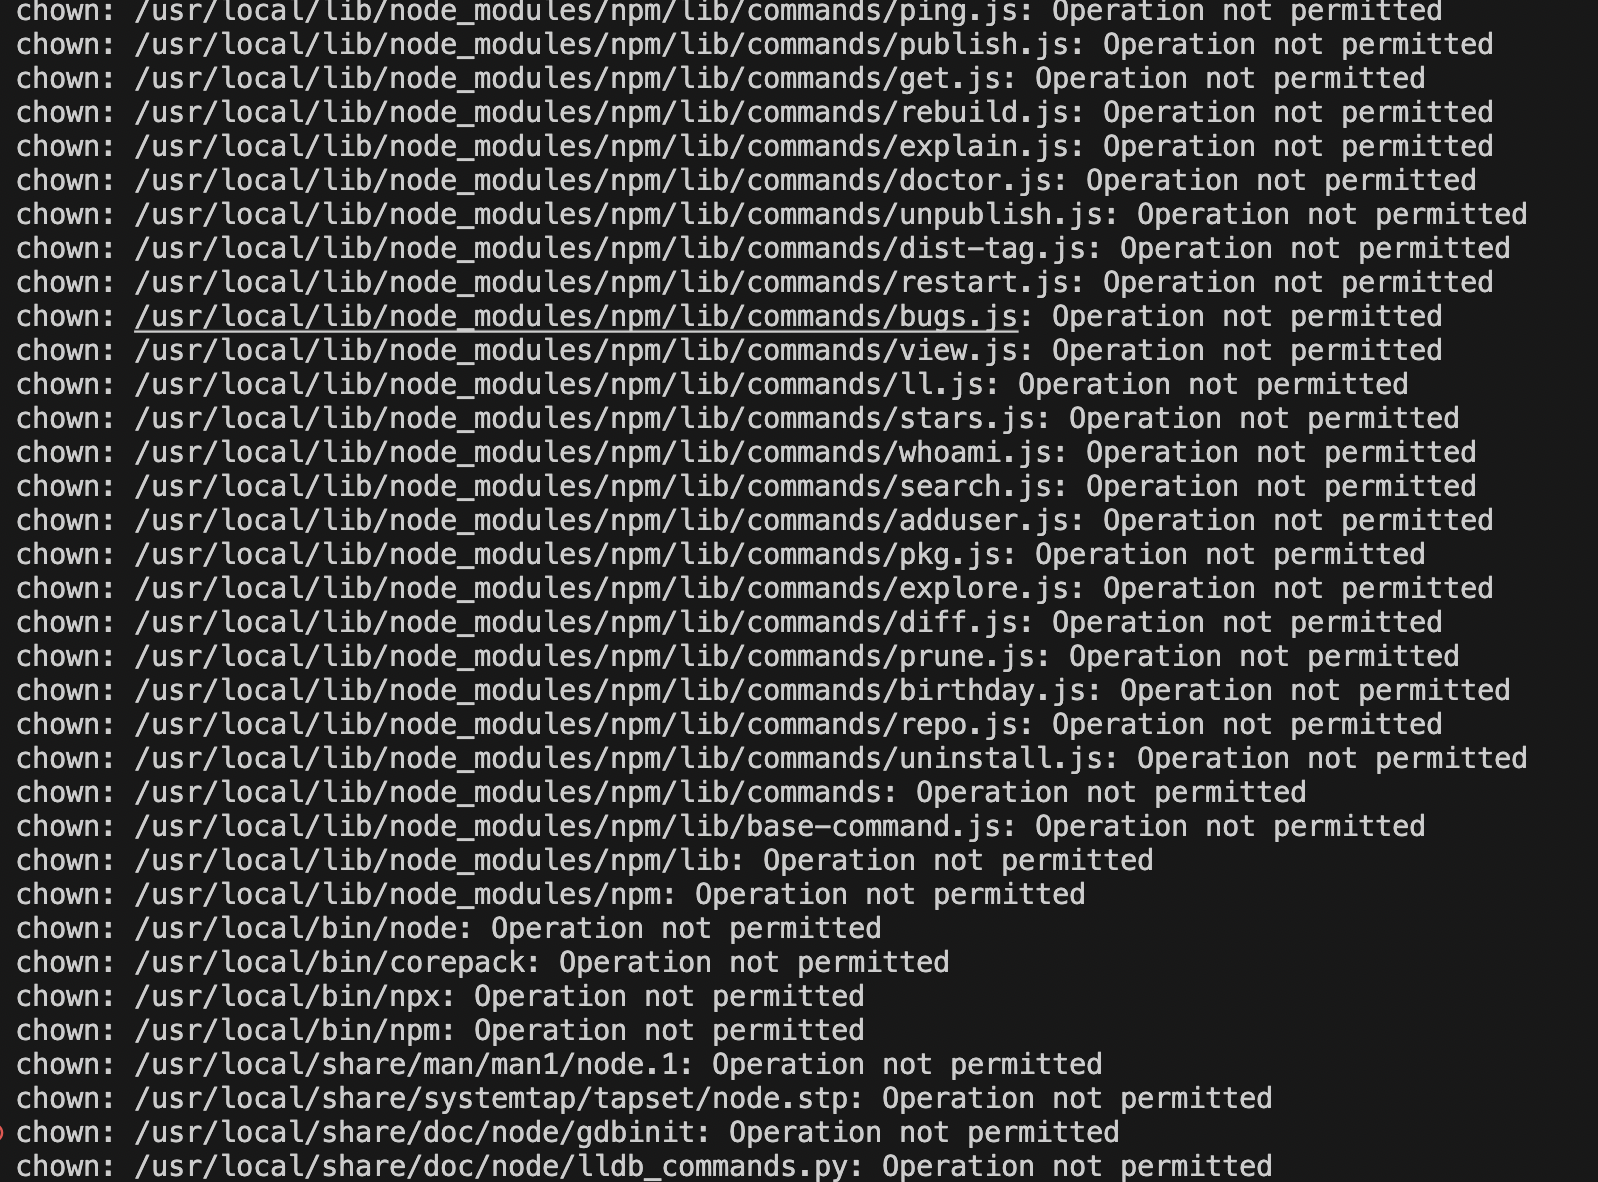 chown: /usr/local/lib/node_modules/npm/lib/commands/ping.js: Operation not permitted
chown: /usr/local/lib/node_modules/npm/lib/commands/publish.js: Operation not permitted
chown: /usr/local/lib/node_modules/npm/lib/commands/get.js: Operation not permitted
chown: /usr/local/lib/node_modules/npm/lib/commands/rebuild.js: Operation not permitted
chown: /usr/local/lib/node_modules/npm/lib/commands/explain.js: Operation not permitted
chown: /usr/local/lib/node_modules/npm/lib/commands/doctor.js: Operation not permitted
chown: /usr/local/lib/node_modules/npm/lib/commands/unpublish.js: Operation not permitted
chown: /usr/local/lib/node_modules/npm/lib/commands/dist-tag.js: Operation not permitted
chown: /usr/local/lib/node_modules/npm/lib/commands/restart.js: Operation not permitted
chown: /usr/local/lib/node_modules/npm/lib/commands/bugs.js: Operation not permitted
chown: /usr/local/lib/node_modules/npm/lib/commands/view.js: Operation not permitted
chown: /usr/local/lib/node_modules/npm/lib/commands/ll.js: Operation not permitted
chown: /usr/local/lib/node_modules/npm/lib/commands/stars.js: Operation not permitted
chown: /usr/local/lib/node_modules/npm/lib/commands/whoami.js: Operation not permitted
chown: /usr/local/lib/node_modules/npm/lib/commands/search.js: Operation not permitted
chown: /usr/local/lib/node_modules/npm/lib/commands/adduser.js: Operation not permitted
chown: /usr/local/lib/node_modules/npm/lib/commands/pkg.js: Operation not permitted
chown: /usr/local/lib/node_modules/npm/lib/commands/explore.js: Operation not permitted
chown: /usr/local/lib/node_modules/npm/lib/commands/diff.js: Operation not permitted
chown: /usr/local/lib/node_modules/npm/lib/commands/prune.js: Operation not permitted
chown: /usr/local/lib/node_modules/npm/lib/commands/birthday.js: Operation not permitted
chown: /usr/local/lib/node_modules/npm/lib/commands/repo.js: Operation not permitted
chown: /usr/local/lib/node_modules/npm/lib/commands/uninstall.js: Operation not permitted
chown: /usr/local/lib/node_modules/npm/lib/commands: Operation not permitted
chown: /usr/local/lib/node_modules/npm/lib/base-command.js: Operation not permitted
chown: /usr/local/lib/node_modules/npm/lib: Operation not permitted
chown: /usr/local/lib/node_modules/npm: Operation not permitted
chown: /usr/local/bin/node: Operation not permitted
chown: /usr/local/bin/corepack: Operation not permitted
chown: /usr/local/bin/npx: Operation not permitted
chown: /usr/local/bin/npm: Operation not permitted
chown: /usr/local/share/man/man1/node.1: Operation not permitted
chown: /usr/local/share/systemtap/tapset/node.stp: Operation not permitted
chown: /usr/local/share/doc/node/gdbinit: Operation not permitted
chown: /usr/local/share/doc/node/lldb_commands.py: Operation not permitted